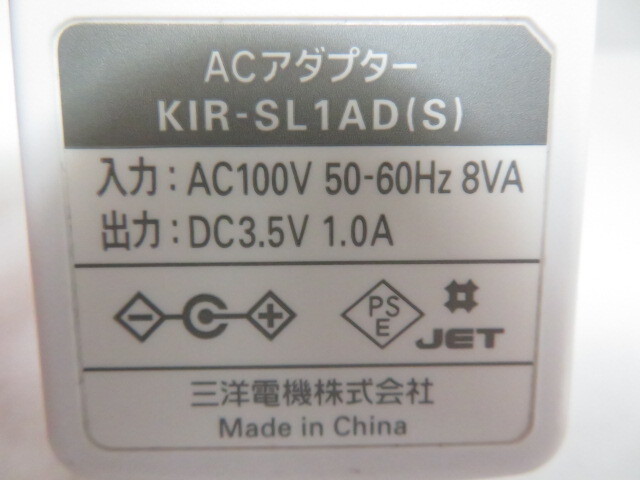 ACアダプター
KIR-SL1AD(S)
入力：AC100V 50-60Hz 8VA
出力：DC3.5V 1.0A
PS
E
JET
三洋電機株式会社
Made in China